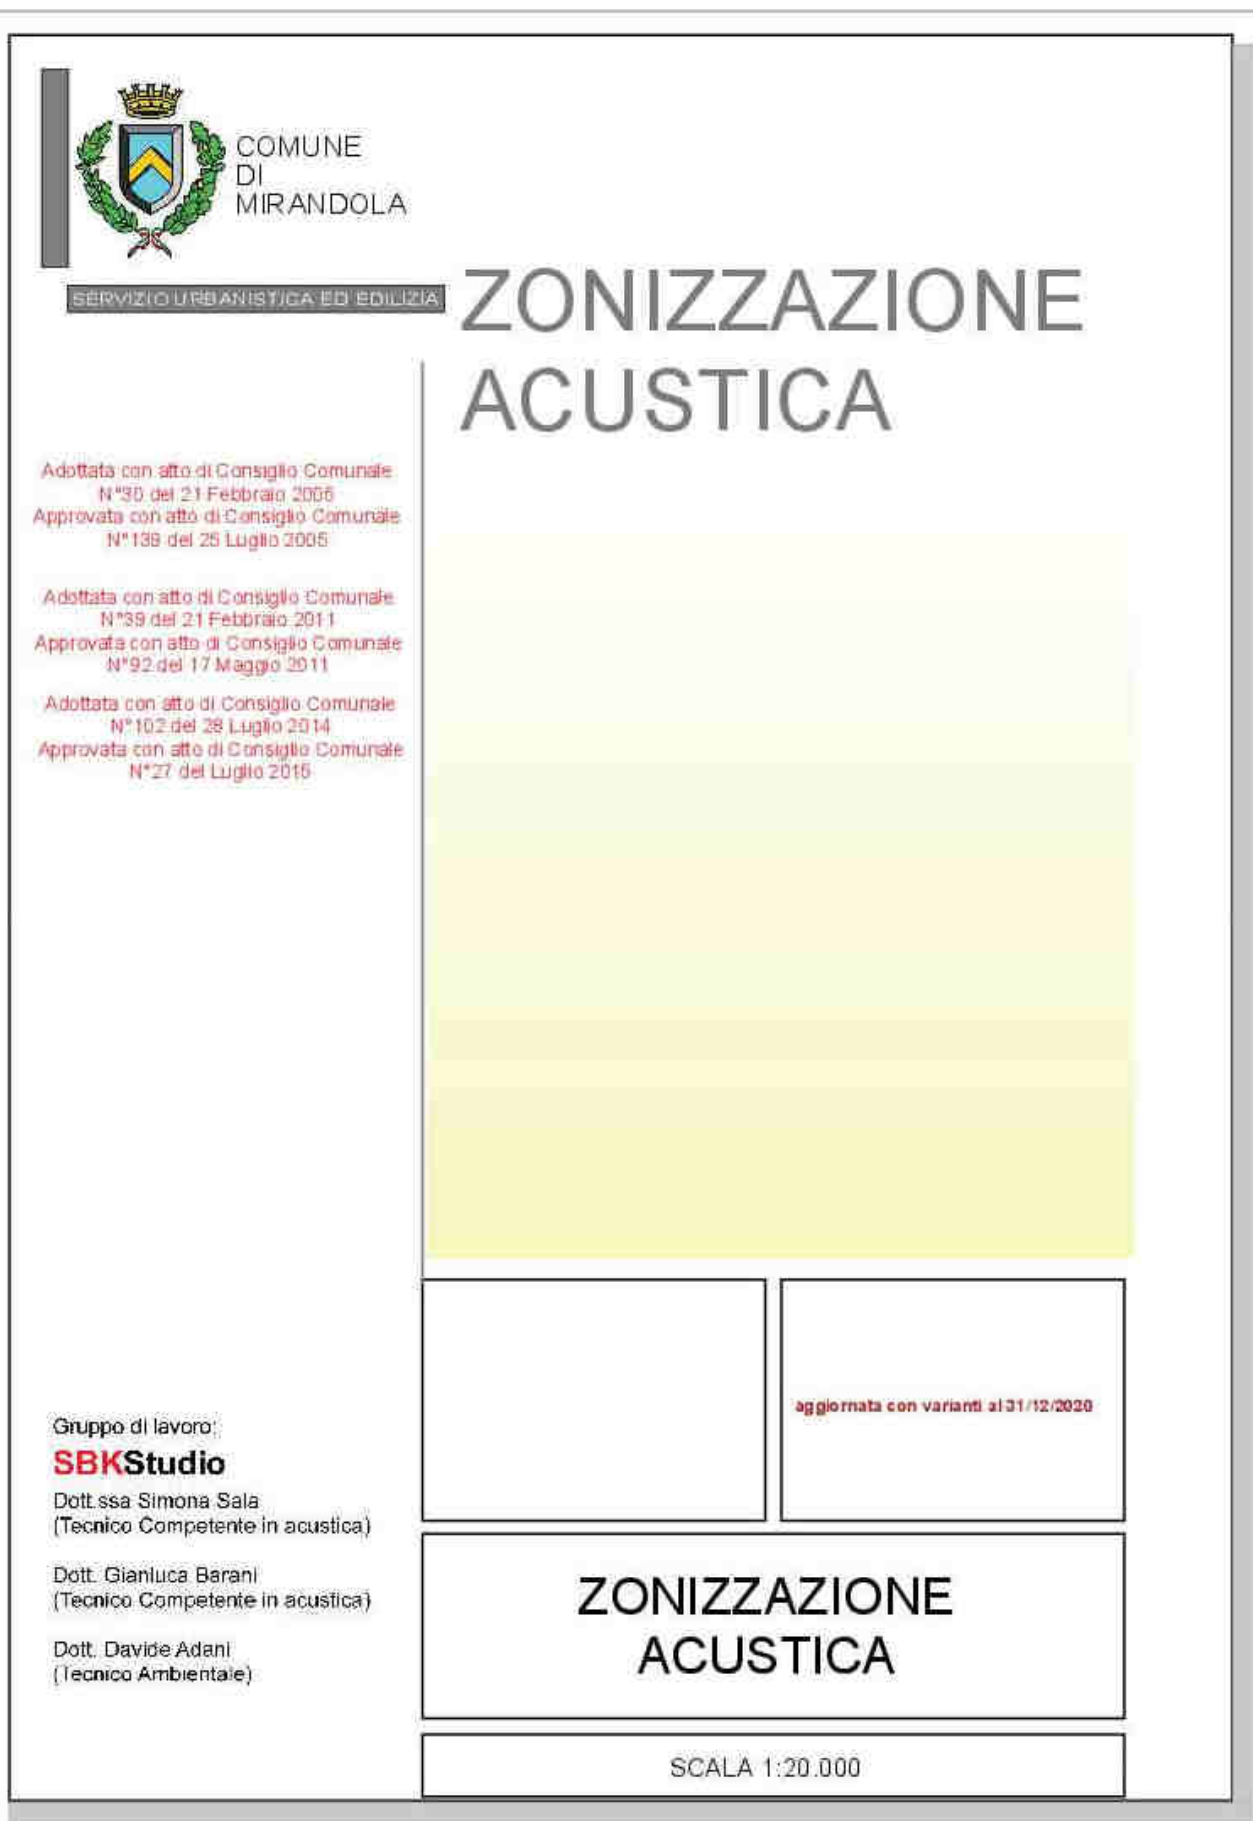 COMUNE
DI
MIRANDOLA
SERVIZIO URBANISTICA ED EDILIZIA
ZONIZZAZIONE
ACUSTICA
Adottata con atto di Consiglio Comunale
N°30 del 21 Febbraio 2005
Approvata con atto di Consiglio Comunale
N°139 del 25 Luglio 2005
Adottata con atto di Consiglio Comunale
N°39 del 21 Febbraio 2011
Approvata con atto di Consiglio Comunale
N°92 del 17 Maggio 2011
Adottata con atto di Consiglio Comunale
N°102 del 28 Luglio 2014
Approvata con atto di Consiglio Comunale
N°27 del Luglio 2015
aggiornata con varianti al 31/12/2020
Gruppo di lavoro:
SBKStudio
Dott.ssa Simona Sala
(Tecnico Competente in acustica)
Dott. Gianluca Barani
(Tecnico Competente in acustica)
Dott. Davide Adani
(Tecnico Ambientale)
ZONIZZAZIONE
ACUSTICA
SCALA 1:20.000